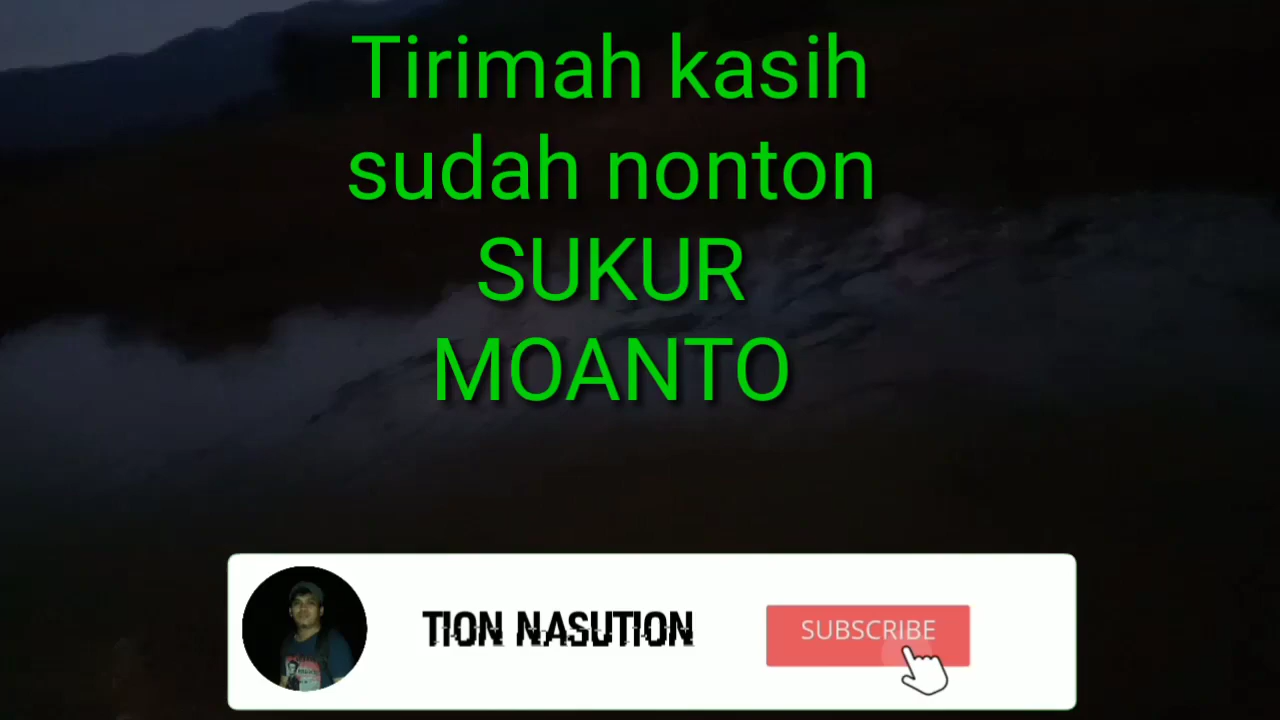 Tirimah kasih
sudah nonton
SUKUR
MOANTO
TION NASUTION
SUBSCRIBE